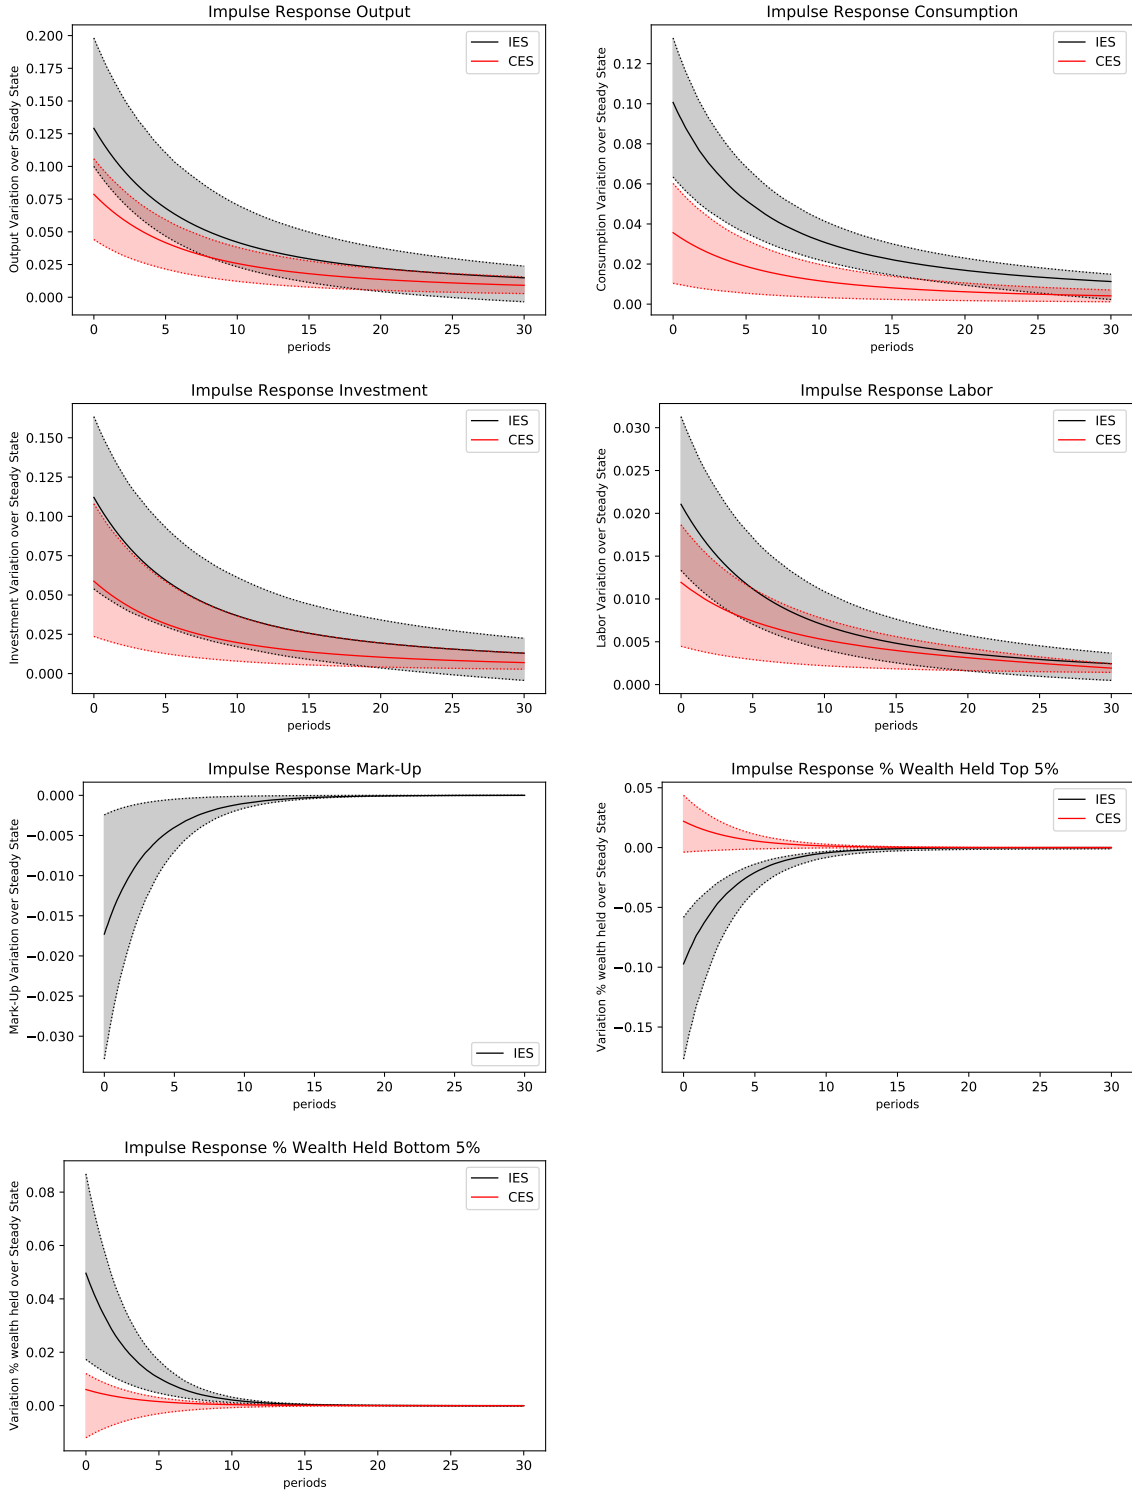 Impulse Response Output
Output Variation over Steady State
0.200
0.175
0.150
0.125
0.100
0.075
0.050
0.025
0.000
IES
CES
0 5 10 15 20 25 30
periods
Impulse Response Consumption
Consumption Variation over Steady State
0.12
0.10
0.08
0.06
0.04
0.02
0.00
IES
CES
0 5 10 15 20 25 30
periods
Impulse Response Investment
Investment Variation over Steady State
0.150
0.125
0.100
0.075
0.050
0.025
0.000
IES
CES
0 5 10 15 20 25 30
periods
Impulse Response Labor
Labor Variation over Steady State
0.030
0.025
0.020
0.015
0.010
0.005
0.000
IES
CES
0 5 10 15 20 25 30
periods
Impulse Response Mark-Up
Mark-Up Variation over Steady State
0.000
−0.005
−0.010
−0.015
−0.020
−0.025
−0.030
IES
0 5 10 15 20 25 30
periods
Impulse Response % Wealth Held Top 5%
Variation % wealth held over Steady State
0.05
0.00
−0.05
−0.10
−0.15
IES
CES
0 5 10 15 20 25 30
periods
Impulse Response % Wealth Held Bottom 5%
Variation % wealth held over Steady State
0.08
0.06
0.04
0.02
0.00
IES
CES
0 5 10 15 20 25 30
periods